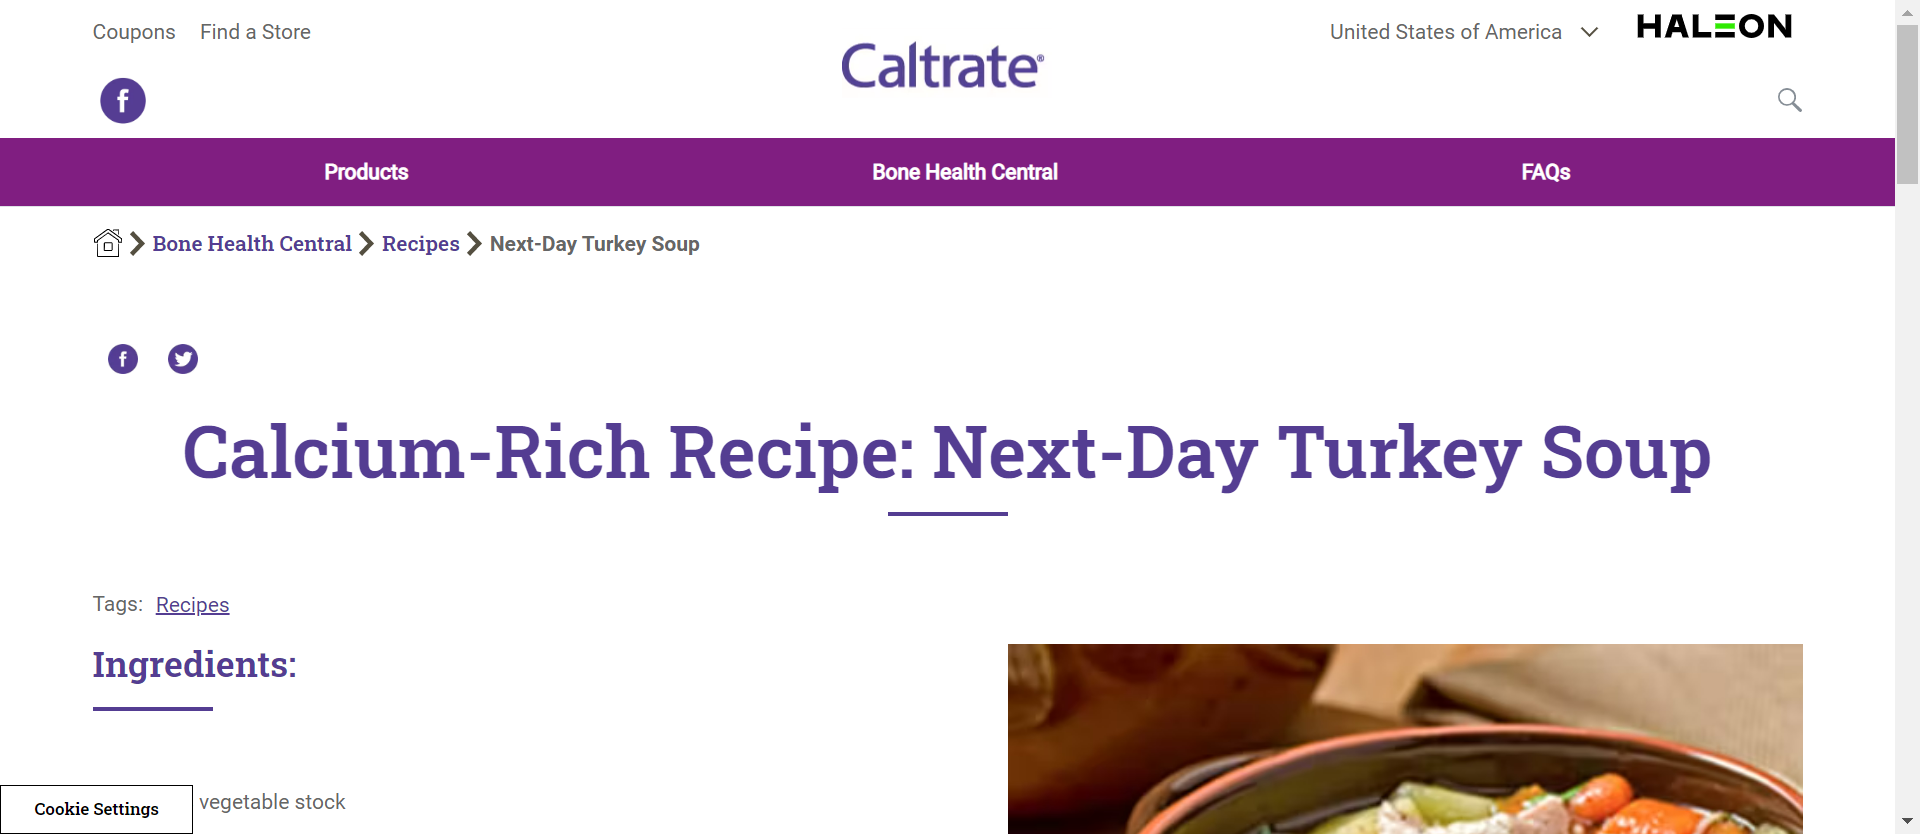 Coupons Find a Store
United States of America
HALEON
Caltrate®
Products Bone Health Central FAQs
Bone Health Central Recipes Next-Day Turkey Soup
Calcium-Rich Recipe: Next-Day Turkey Soup
Tags: Recipes
Ingredients:
vegetable stock
Cookie Settings